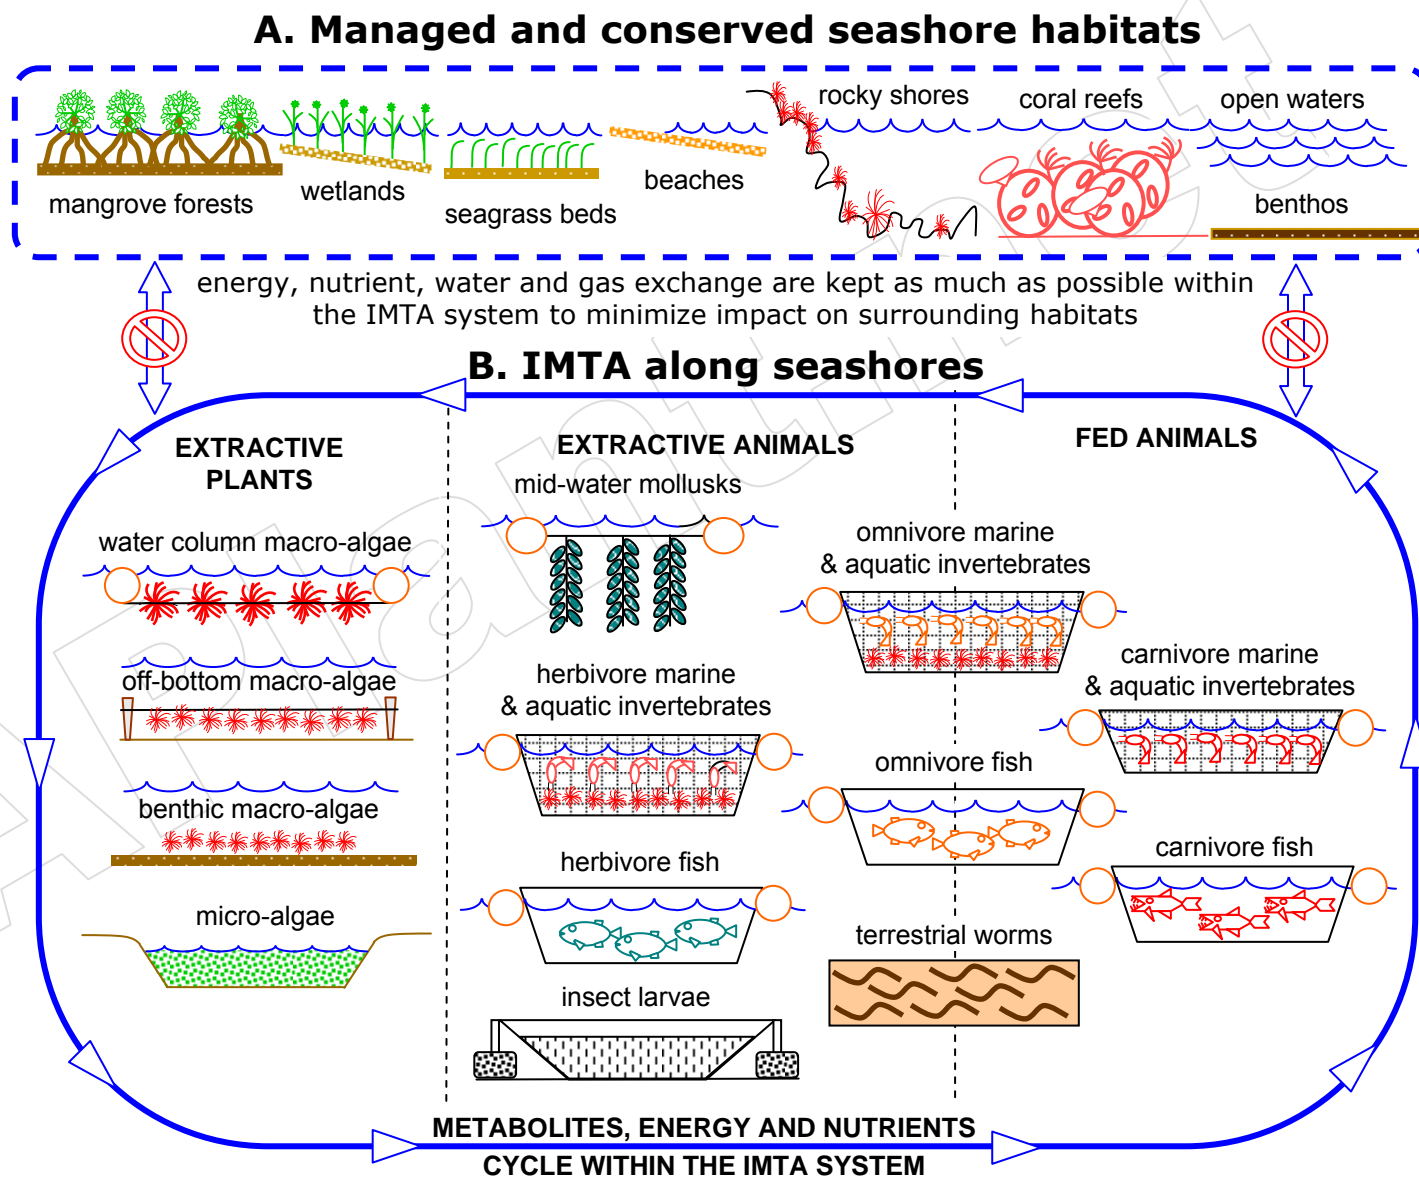 A. Managed and conserved seashore habitats
rocky shores
coral reefs
open waters
mangrove forests
wetlands
seagrass beds
beaches
benthos
energy, nutrient, water and gas exchange are kept as much as possible within
the IMTA system to minimize impact on surrounding habitats
B. IMTA along seashores
EXTRACTIVE
PLANTS
water column macro-algae
off-bottom macro-algae
benthic macro-algae
micro-algae
EXTRACTIVE ANIMALS
mid-water mollusks
herbivore marine
& aquatic invertebrates
herbivore fish
insect larvae
omnivore marine
& aquatic invertebrates
omnivore fish
terrestrial worms
FED ANIMALS
carnivore marine
& aquatic invertebrates
carnivore fish
METABOLITES, ENERGY AND NUTRIENTS
CYCLE WITHIN THE IMTA SYSTEM
APlantnet